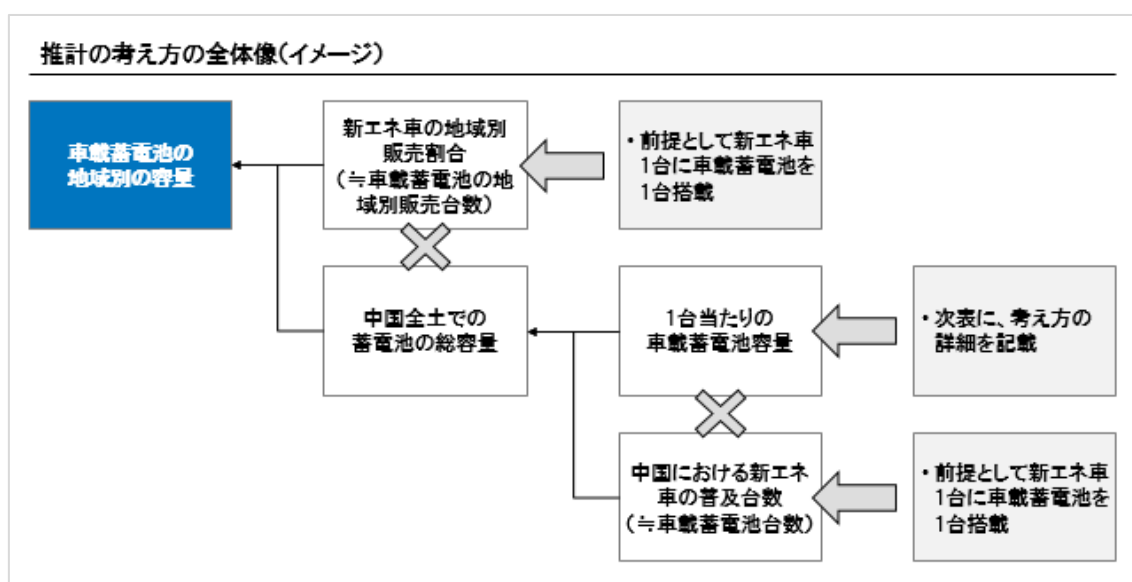 推計の考え方の全体像(イメージ)
車載蓄電池の
地域別の容量
新エネ車の地域別
販売割合
(≒車載蓄電池の地
域別販売台数)
・前提として新エネ車
1台に車載蓄電池を
1台搭載
中国全土での
蓄電池の総容量
1台当たりの
車載蓄電池容量
・次表に、考え方の
詳細を記載
中国における新エネ
車の普及台数
(≒車載蓄電池台数)
・前提として新エネ車
1台に車載蓄電池を
1台搭載